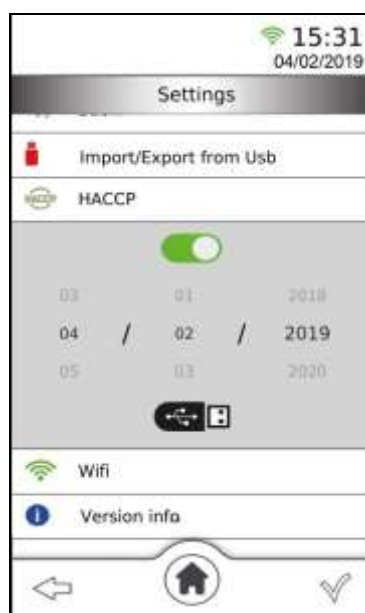 15:31
04/02/2019
Settings
Import/Export from Usb
HACCP HACCP
03 01 2018
04 / 02 / 2019
05 03 2020
Wifi
i Version info